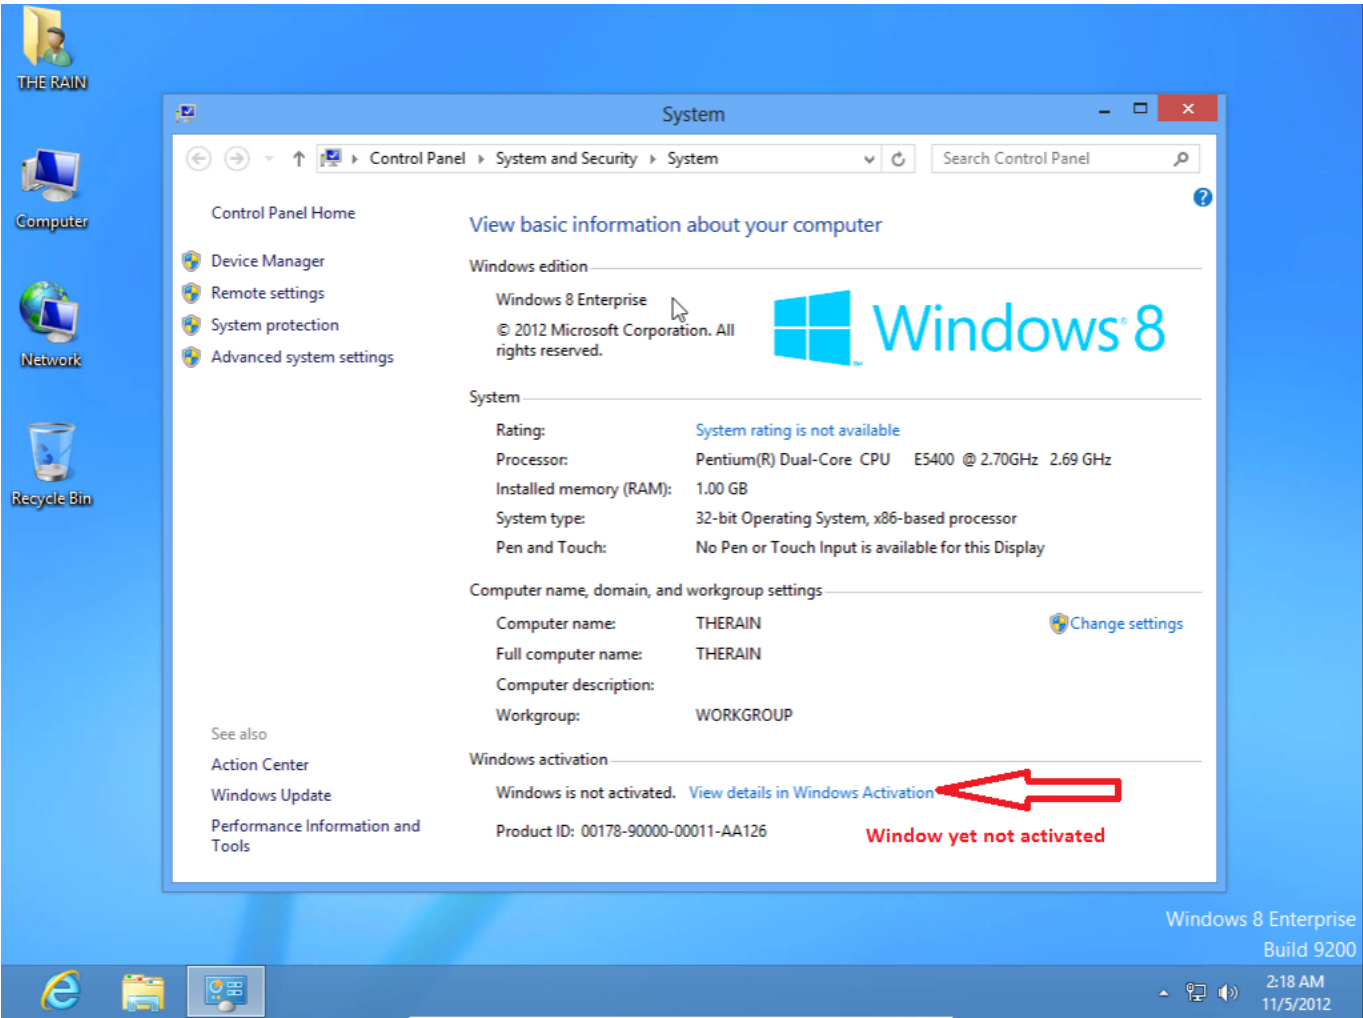 THE RAIN
Computer
Network
Recycle Bin
System
Control Panel System and Security System
Search Control Panel
Control Panel Home
Device Manager
Remote settings
System protection
Advanced system settings
See also
Action Center
Windows Update
Performance Information and
Tools
View basic information about your computer
Windows edition
Windows 8 Enterprise
© 2012 Microsoft Corporation. All
rights reserved.
Windows® 8
System
Rating: System rating is not available
Processor: Pentium(R) Dual-Core CPU E5400 @ 2.70GHz 2.69 GHz
Installed memory (RAM): 1.00 GB
System type: 32-bit Operating System, x86-based processor
Pen and Touch: No Pen or Touch Input is available for this Display
Computer name, domain, and workgroup settings
Computer name: THERAIN
Change settings
Full computer name: THERAIN
Computer description:
Workgroup: WORKGROUP
Windows activation
Windows is not activated. View details in Windows Activation
Product ID: 00178-90000-00011-AA126
Window yet not activated
Windows 8 Enterprise
Build 9200
2:18 AM
11/5/2012